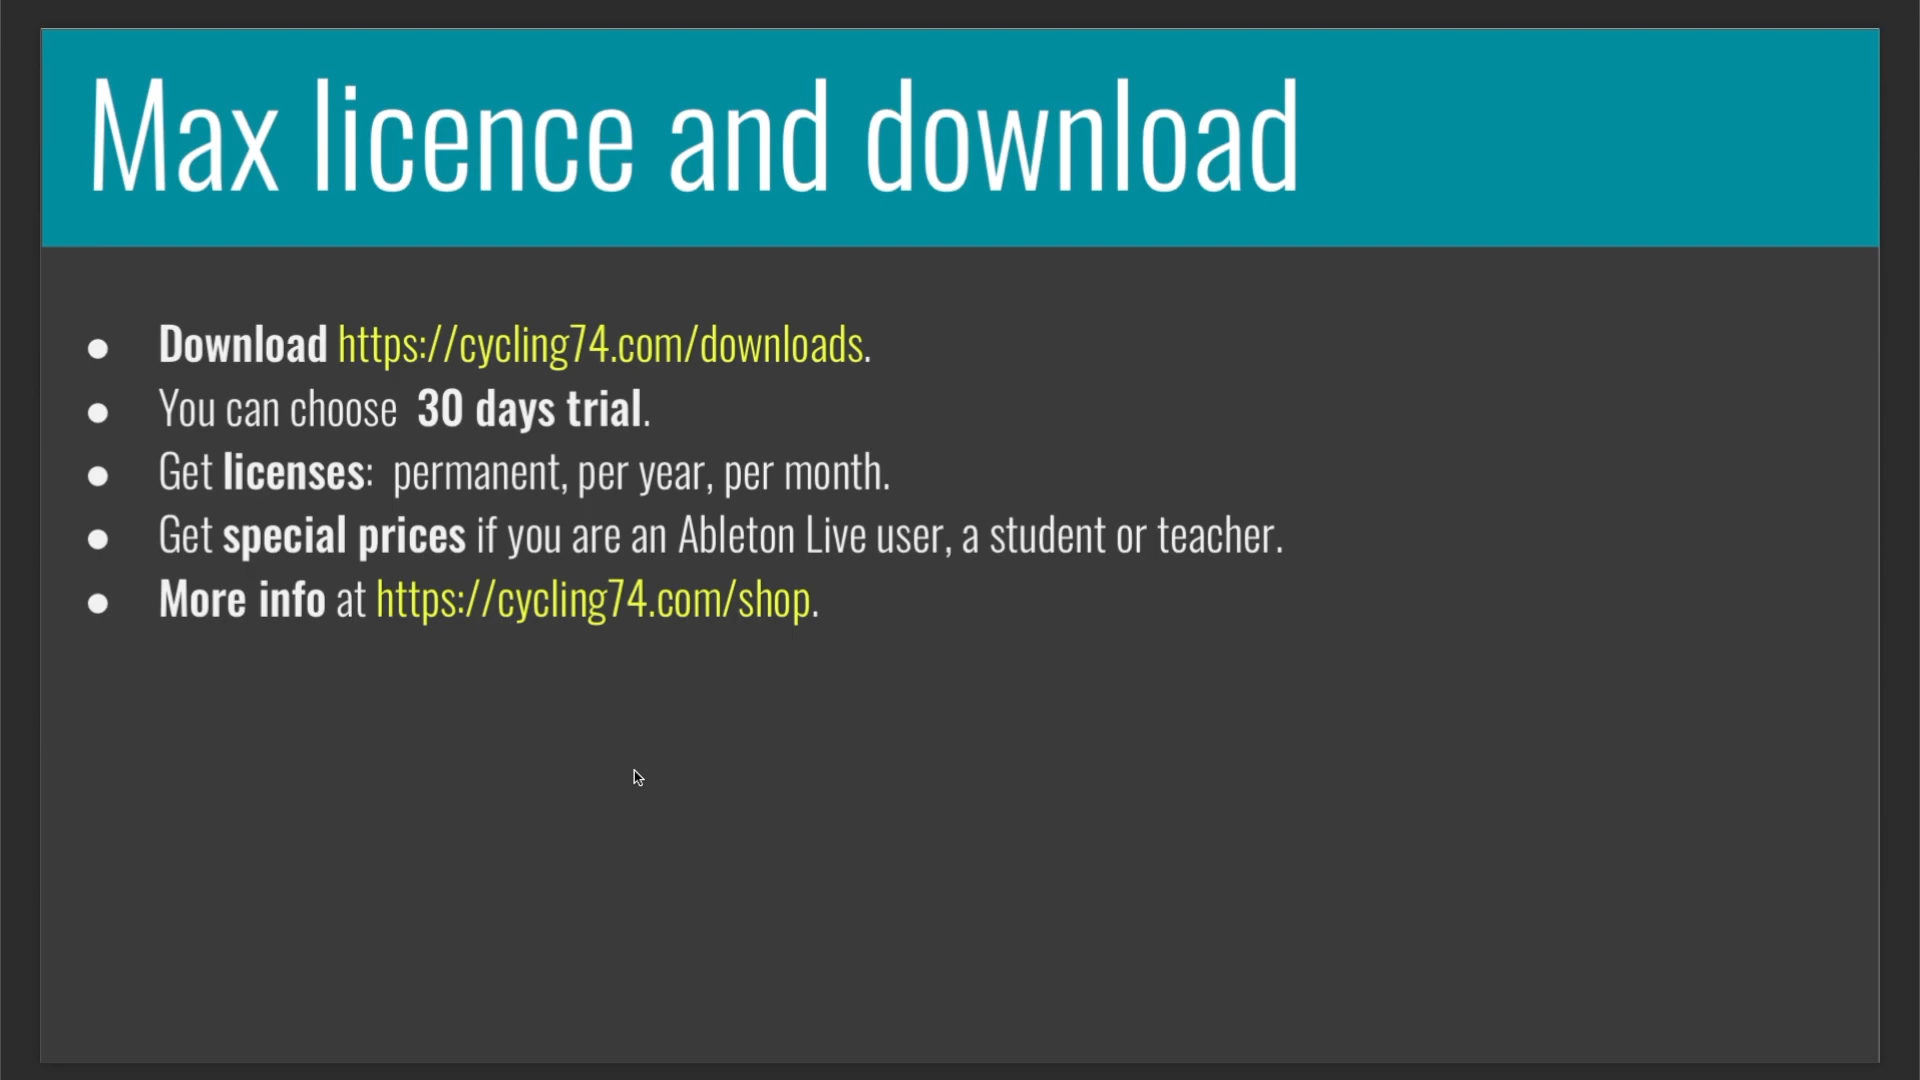 Max licence and download
● Download https://cycling74.com/downloads.
● You can choose  30 days trial.
● Get licenses:  permanent, per year, per month.
● Get special prices if you are an Ableton Live user, a student or teacher.
● More info at https://cycling74.com/shop.